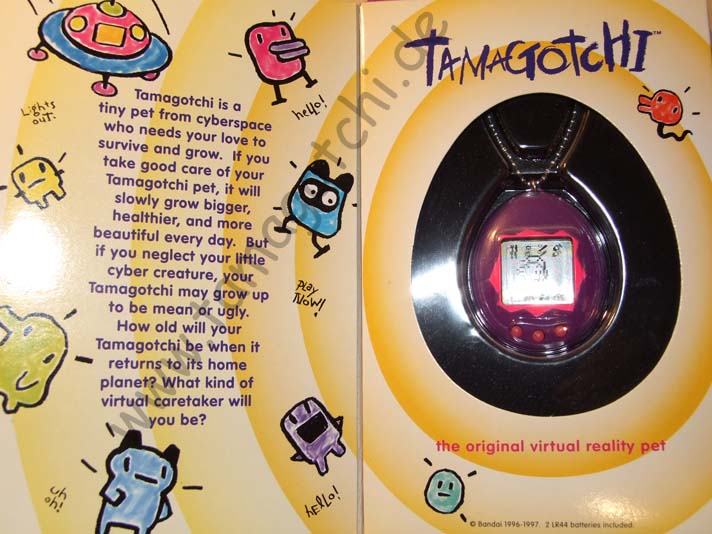 Lights
out.
hello!
Tamagotchi is a
tiny pet from cyberspace
who needs your love to
survive and grow. If you
take good care of your
Tamagotchi pet, it will
slowly grow bigger,
healthier, and more
beautiful every day. But
if you neglect your little
cyber creature, your
Tamagotchi may grow up
to be mean or ugly.
How old will your
Tamagotchi be when it
returns to its home
planet? What kind of
virtual caretaker will
you be?
Play
Now!
uh
oh!
hello!
www.tamagotchi.de
TAMAGOTCHI™
the original virtual reality pet
© Bandai 1996-1997. 2 LR44 batteries included.